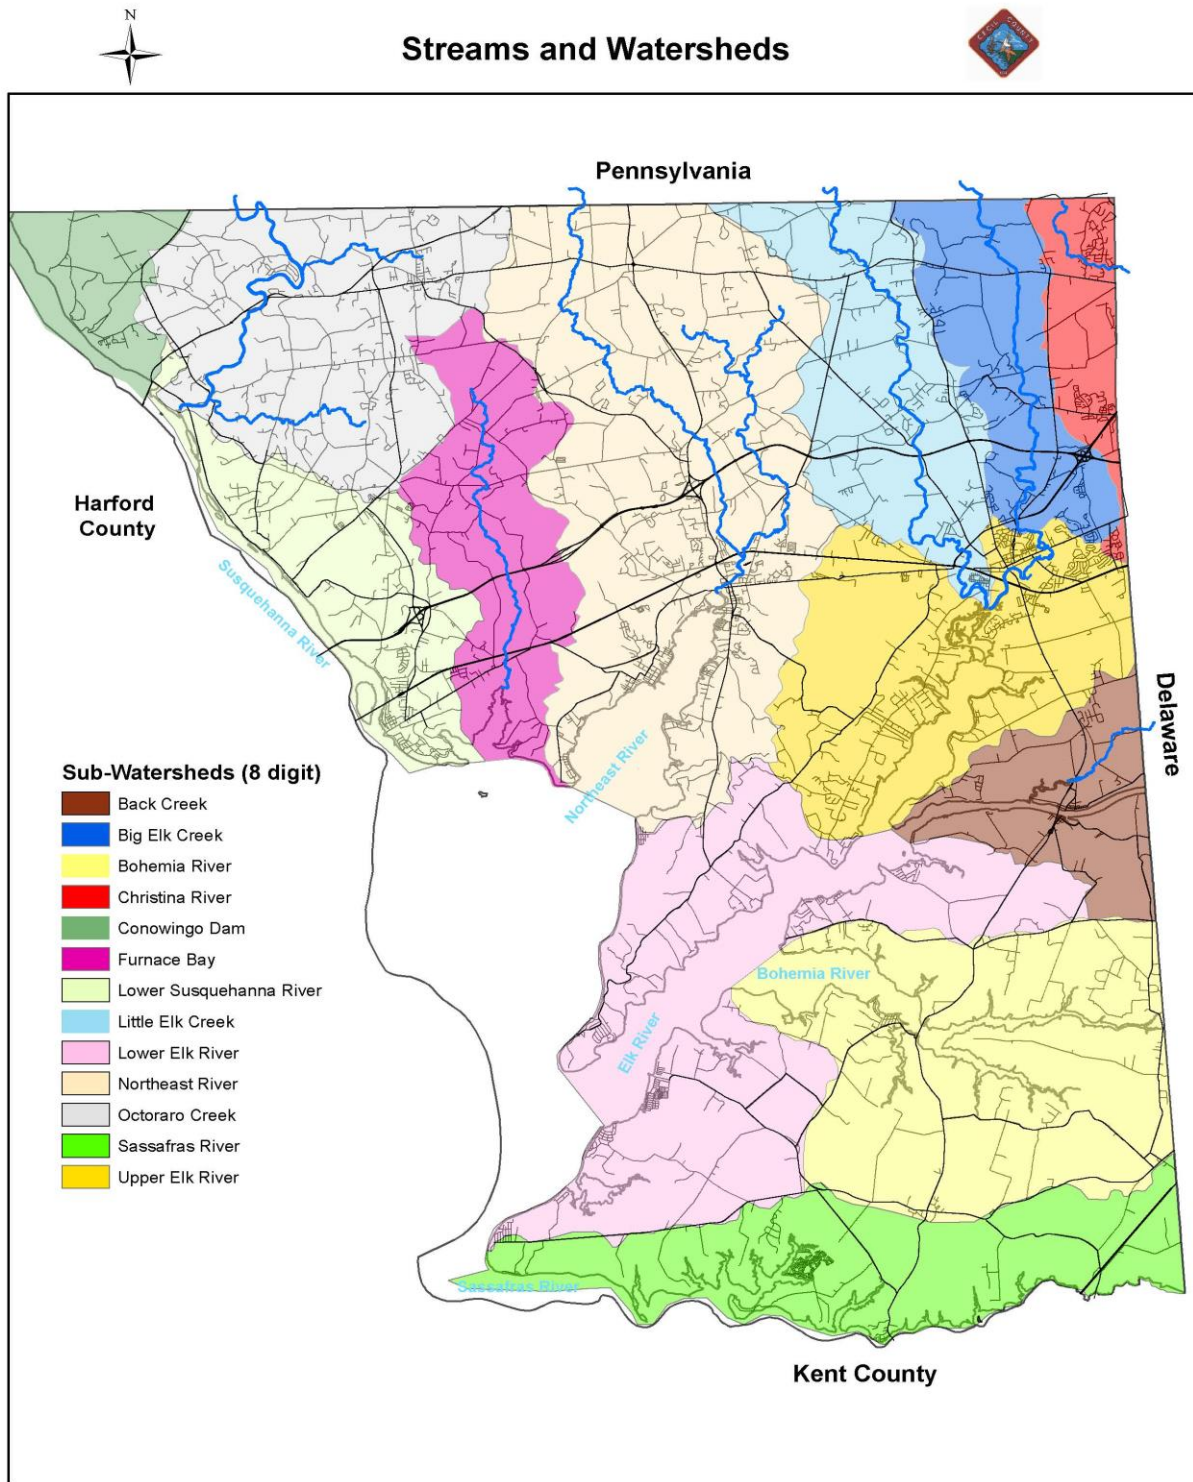 N
Streams and Watersheds
CECIL COUNTY
Pennsylvania
Harford
County
Susquehanna River
Northeast River
Delaware
Sub-Watersheds (8 digit)
Back Creek
Big Elk Creek
Bohemia River
Christina River
Conowingo Dam
Furnace Bay
Lower Susquehanna River
Little Elk Creek
Lower Elk River
Northeast River
Octoraro Creek
Sassafras River
Upper Elk River
Bohemia River
Elk River
Sassafras River
Kent County